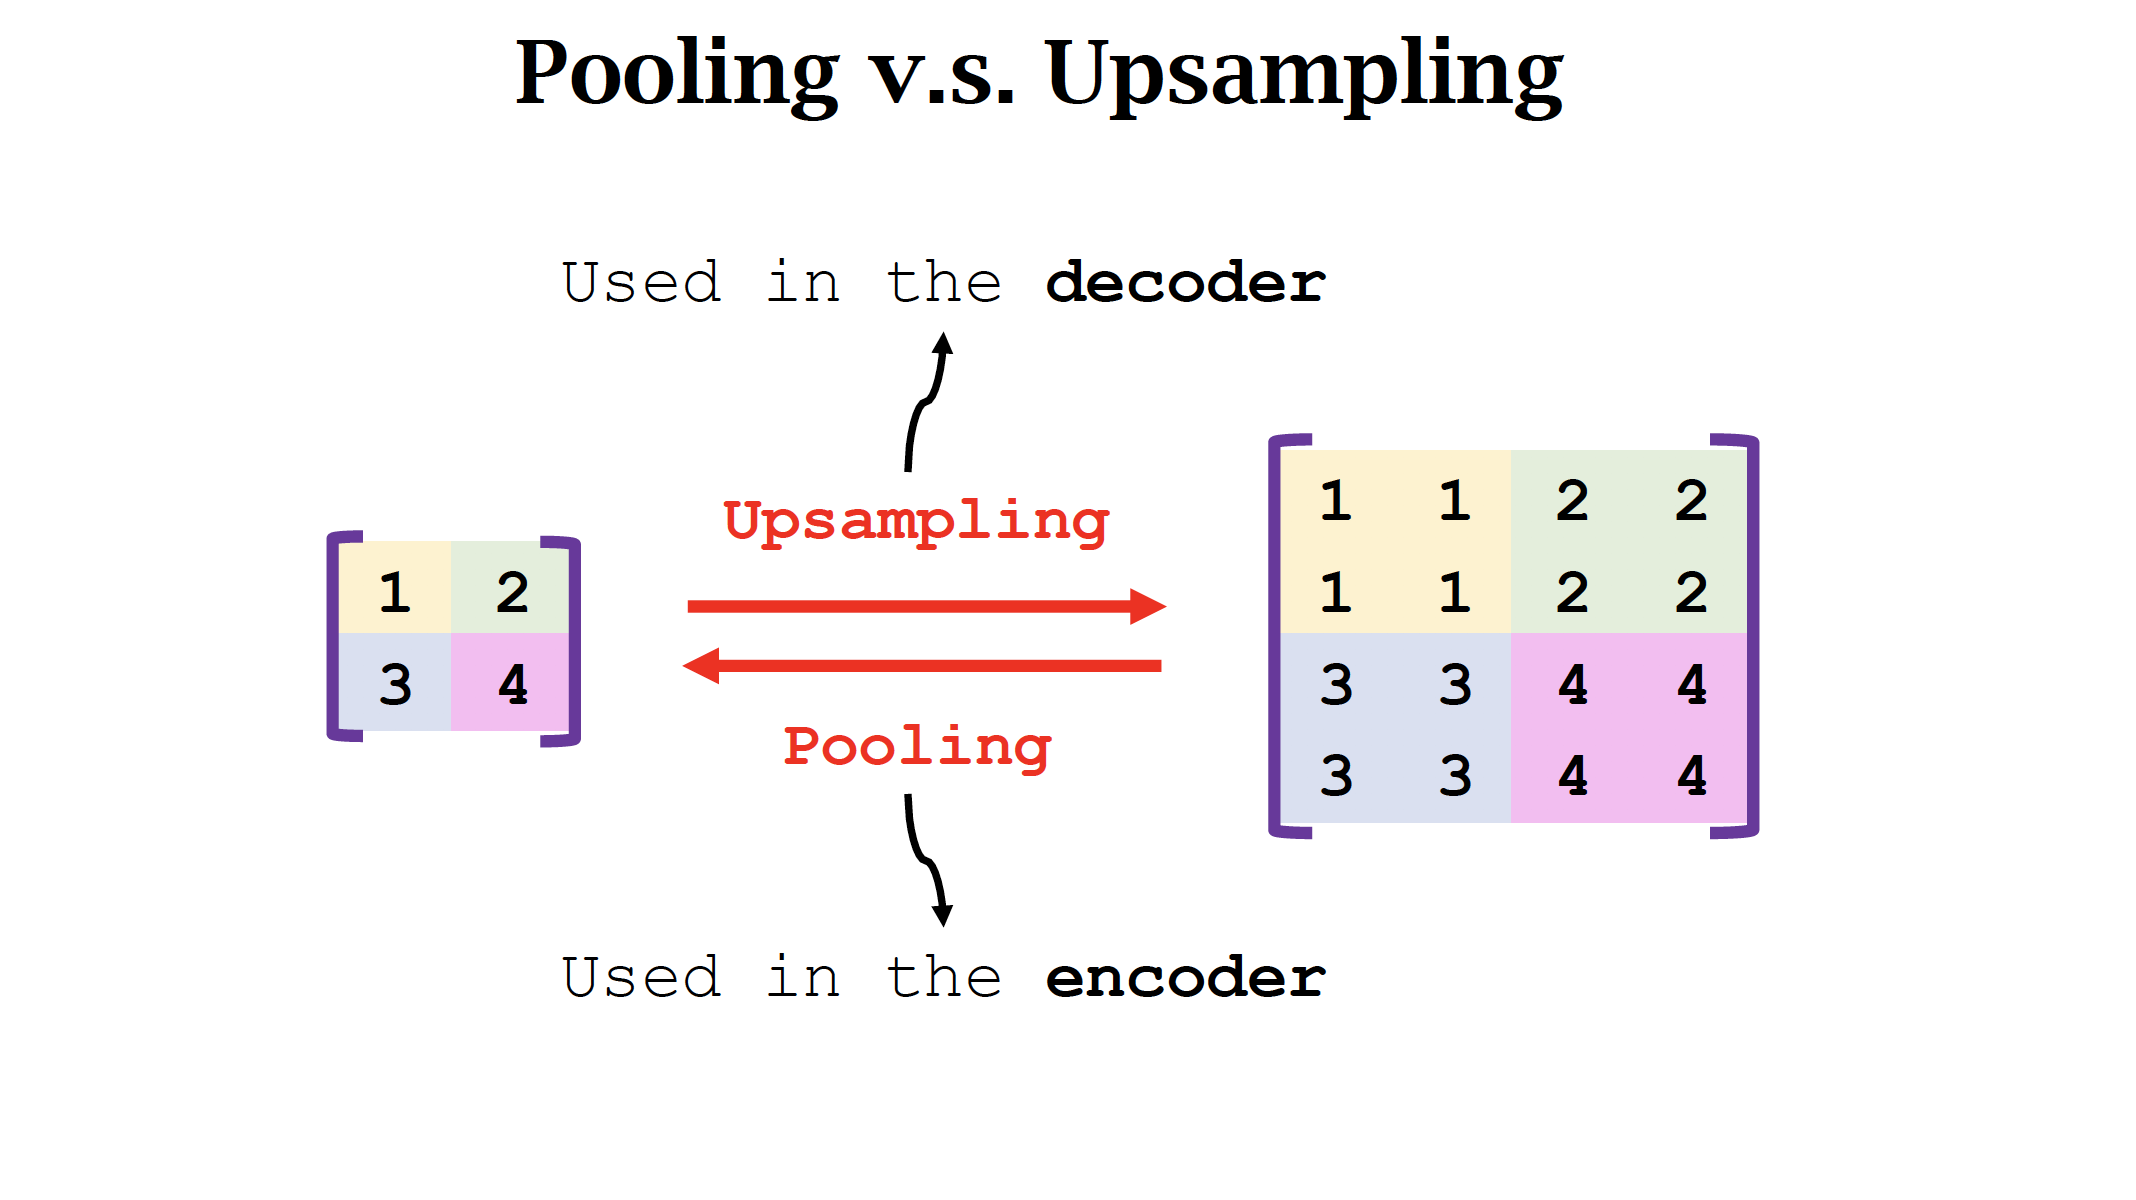 Pooling v.s. Upsampling
Used in the decoder
Upsampling
1 2
3 4
1 1 2 2
1 1 2 2
3 3 4 4
3 3 4 4
Pooling
Used in the encoder